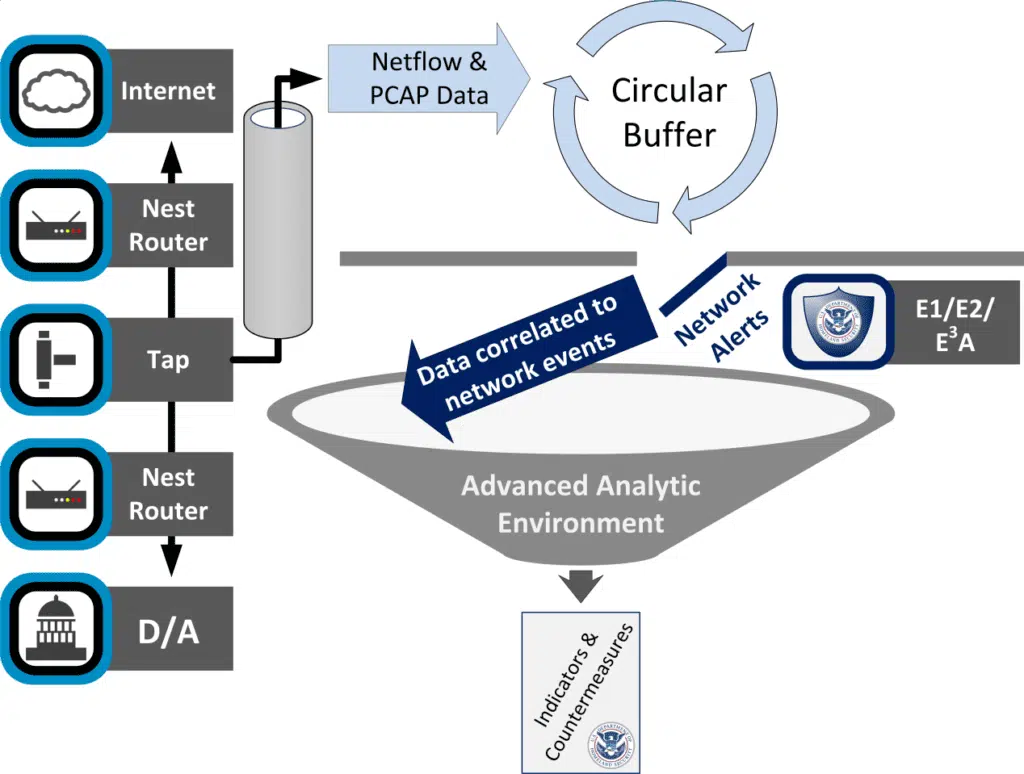 Internet
Nest
Router
Tap
Nest
Router
D/A
Netflow &
PCAP Data
Circular
Buffer
Data correlated to
network events
Network
Alerts
E1/E2/
E³A
Advanced Analytic
Environment
Indicators &
Countermeasures